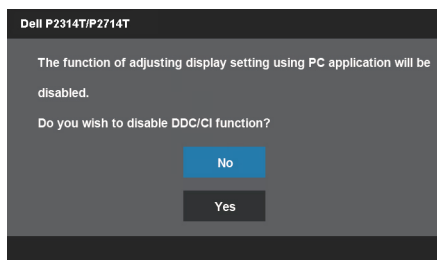 Dell P2314T/P2714T
The function of adjusting display setting using PC application will be
disabled.
Do you wish to disable DDC/CI function?
No
Yes